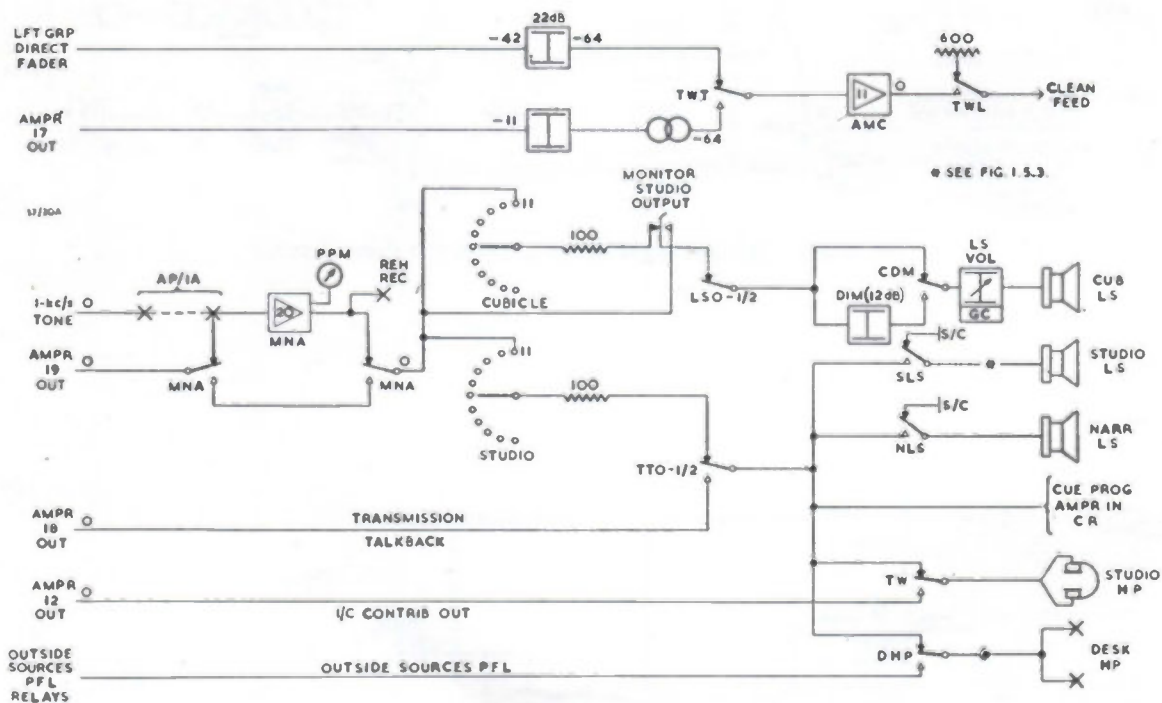 22dB
LFT GRP
DIRECT
FADER
-42
-64
600
TWT
11
AMC
O
TWL
CLEAN
FEED
AMPR
17
OUT
-11
-64
* SEE FIG. 1.5.3.
MONITOR
STUDIO
OUTPUT
11
100
CUBICLE
LSO-1/2
CDM
DIM(12dB)
LS
VOL
GC
CUB
LS
AP/1A
PPM
REH
REC
1-kc/s
TONE
O
20
MNA
AMPR
19
OUT
O
MNA
MNA
O
11
100
STUDIO
TTO-1/2
S/C
SLS
*
STUDIO
LS
S/C
NLS
NARR
LS
CUE PROG
AMPR IN
CR
AMPR
18
OUT
O
TRANSMISSION
TALKBACK
AMPR
12
OUT
O
I/C CONTRIB OUT
TW
STUDIO
HP
OUTSIDE
SOURCES
PFL
RELAYS
OUTSIDE SOURCES PFL
DHP
DESK
HP